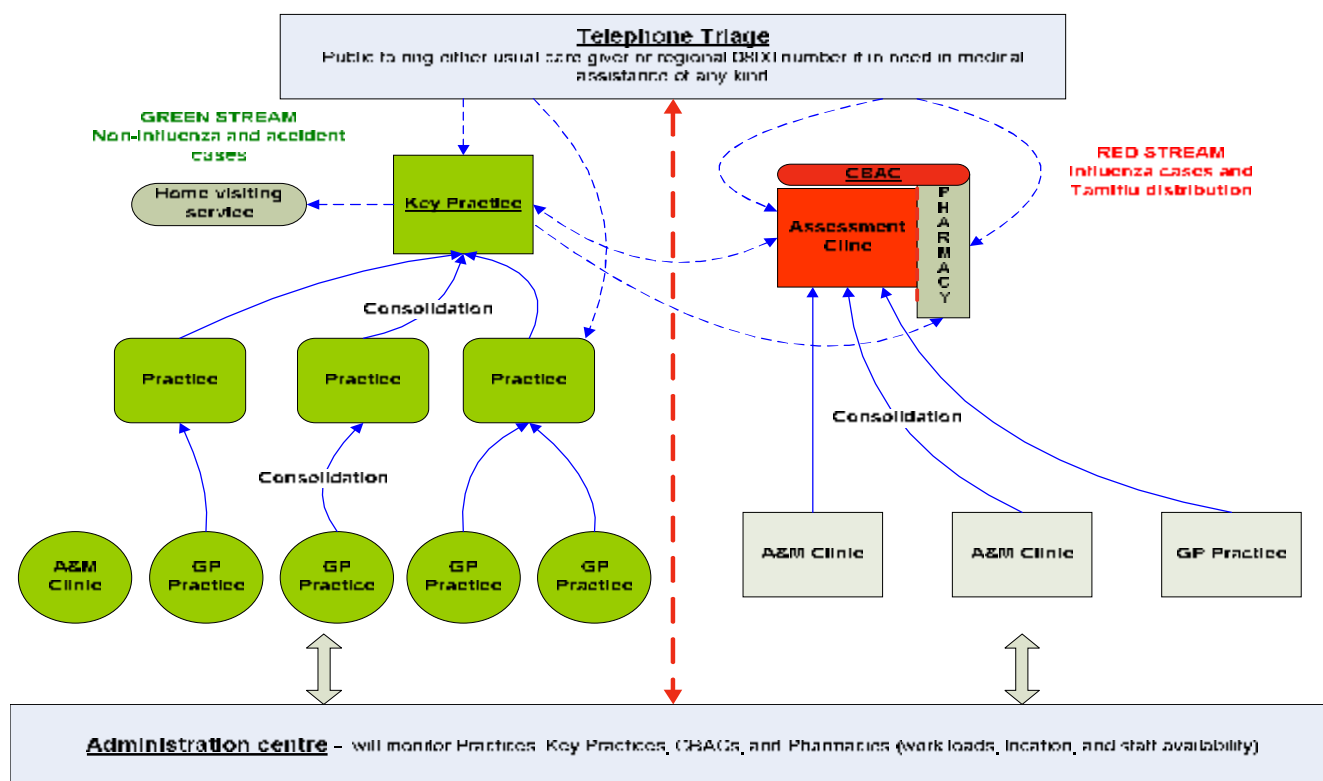 Telephone Triage
Public to ring either usual care giver or regional 0800 number if in need in medical
assistance of any kind
GREEN STREAM
Non-Influenza and accident
cases
RED STREAM
Influenza cases and
Tamiflu distribution
Home visiting
service
Key Practice
CBAC
Assessment
Clinc
PHARMACY
Consolidation
Practice
Practice
Practice
Consolidation
Consolidation
A&M
Clinic
GP
Practice
GP
Practice
GP
Practice
GP
Practice
A&M Clinic
A&M Clinic
GP Practice
Administration centre – will monitor Practices, Key Practices, CBACs, and Pharmacies (work loads, location, and staff availability)